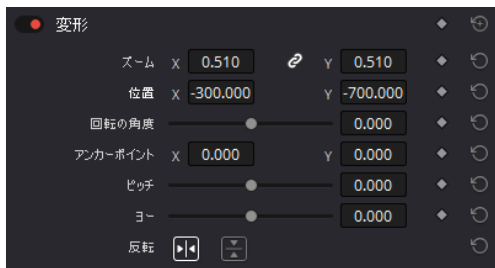 変形
ズーム X 0.510 Y 0.510
位置 X -300.000 Y -700.000
回転の角度 0.000
アンカーポイント X 0.000 Y 0.000
ピッチ 0.000
ヨー 0.000
反転